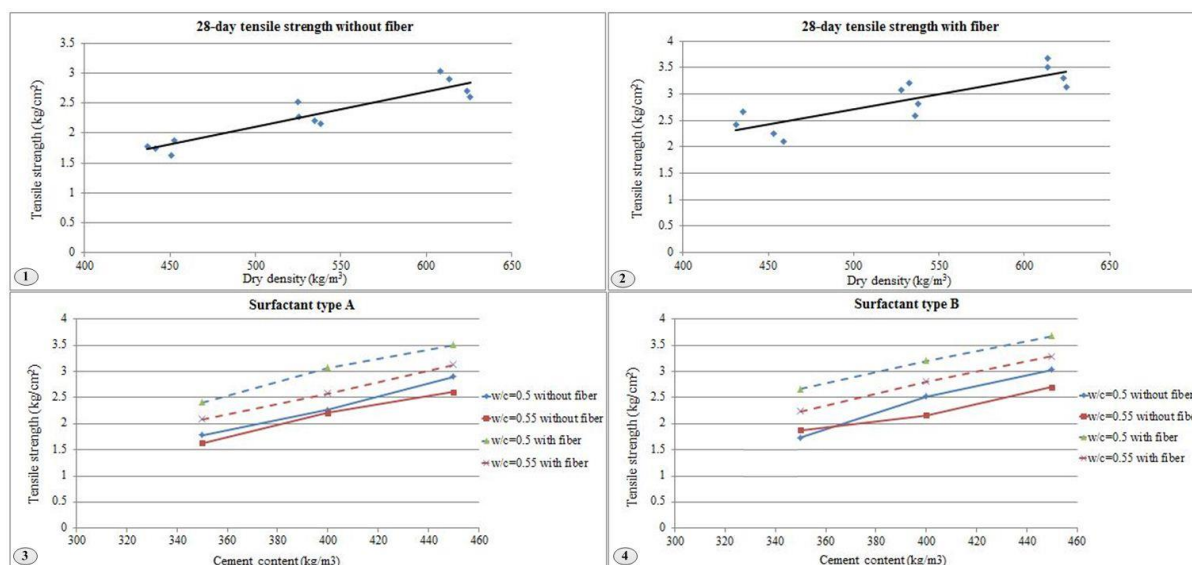 28-day tensile strength without fiber
3.5
3
2.5
2
1.5
1
0.5
0
400 450 500 550 600 650
Tensile strength (kg/cm²)
Dry density (kg/m³)
1
28-day tensile strength with fiber
4
3.5
3
2.5
2
1.5
1
0.5
0
400 450 500 550 600 650
Tensile strength (kg/cm²)
Dry density (kg/m³)
2
Surfactant type A
4
3.5
3
2.5
2
1.5
1
0.5
0
300 320 340 360 380 400 420 440 460
Tensile strength (kg/cm²)
Cement content (kg/m3)
w/c=0.5 without fiber
w/c=0.55 without fiber
w/c=0.5 with fiber
w/c=0.55 with fiber
3
Surfactant type B
4
3.5
3
2.5
2
1.5
1
0.5
0
300 320 340 360 380 400 420 440 460
Tensile strength (kg/cm²)
Cement content (kg/m3)
w/c=0.5 without fiber
w/c=0.55 without fiber
w/c=0.5 with fiber
w/c=0.55 with fiber
4